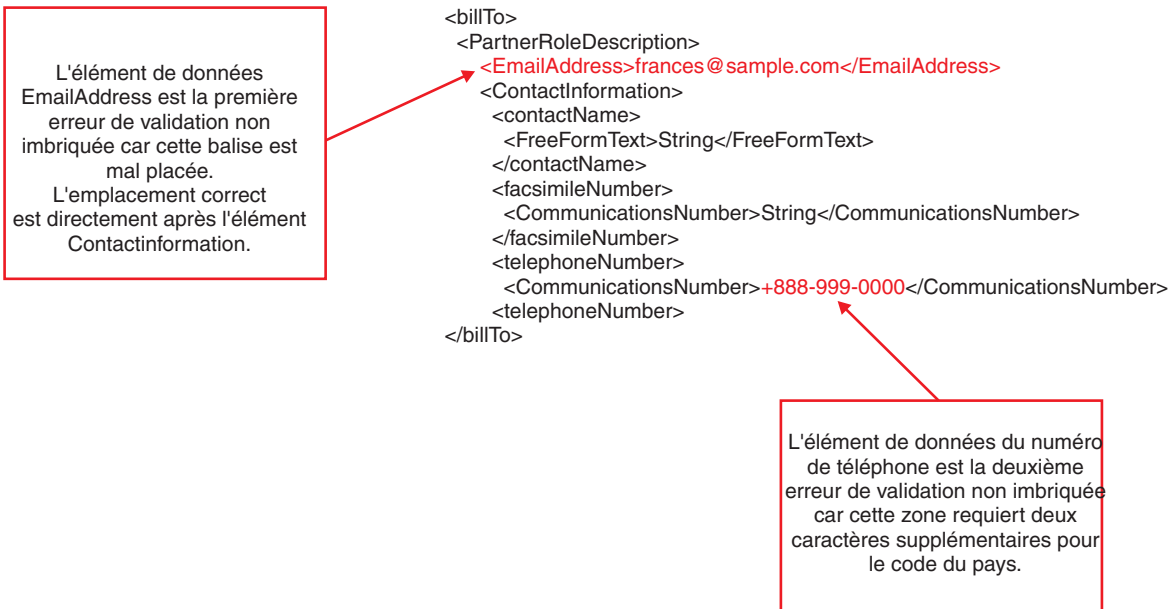 <billTo>
<PartnerRoleDescription>
<EmailAddress>frances@sample.com</EmailAddress>
<ContactInformation>
<contactName>
<FreeFormText>String</FreeFormText>
</contactName>
<facsimileNumber>
<CommunicationsNumber>String</CommunicationsNumber>
</facsimileNumber>
<telephoneNumber>
<CommunicationsNumber>+888-999-0000</CommunicationsNumber>
<telephoneNumber>
</billTo>
L'élément de données
EmailAddress est la première
erreur de validation non
imbriquée car cette balise est
mal placée.
L'emplacement correct
est directement après l'élément
Contactinformation.
L'élément de données du numéro
de téléphone est la deuxième
erreur de validation non imbriquée
car cette zone requiert deux
caractères supplémentaires pour
le code du pays.